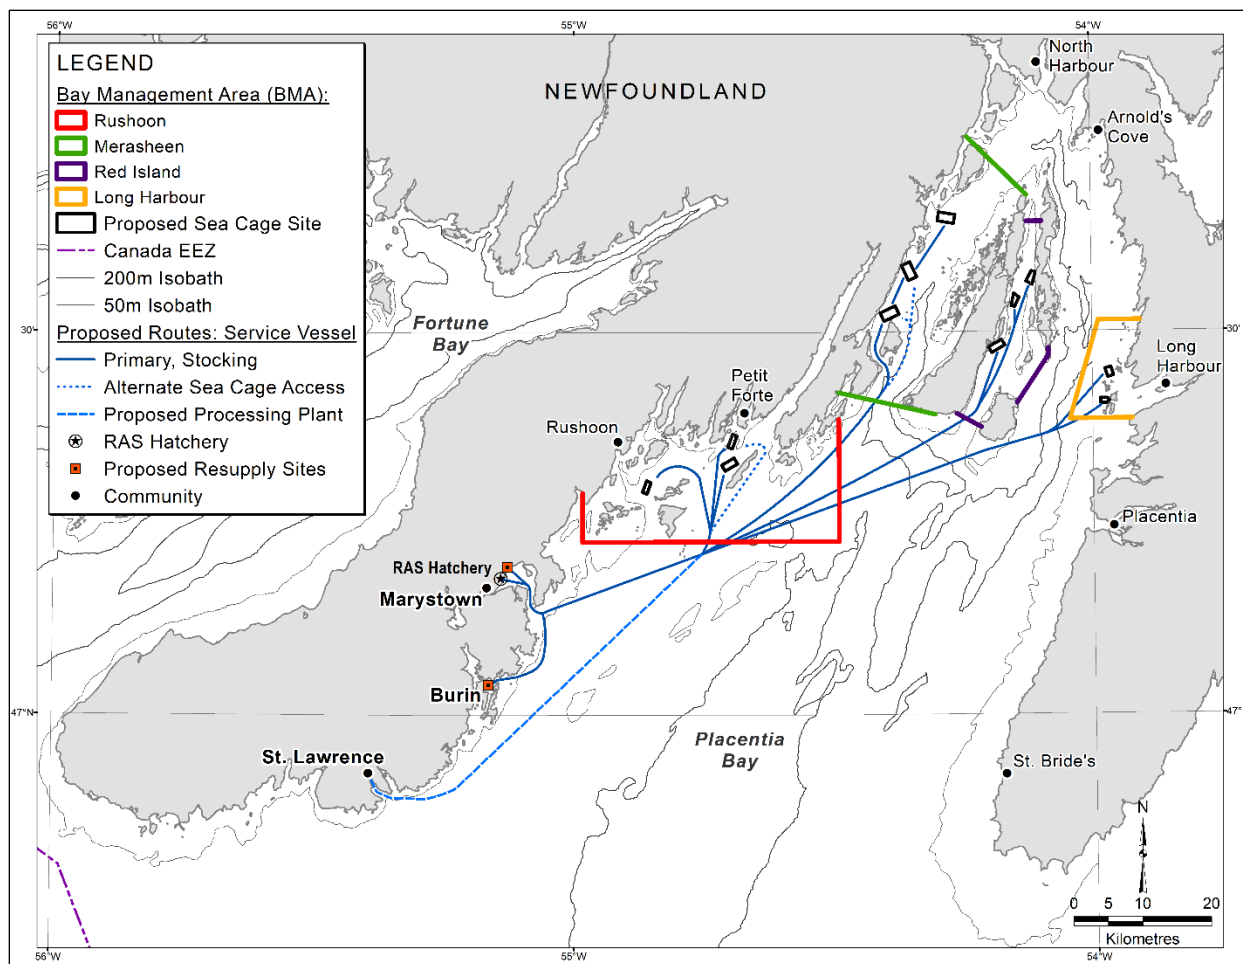 56°W
55°W
54°W
LEGEND
Bay Management Area (BMA):
Rushoon
Merasheen
Red Island
Long Harbour
Proposed Sea Cage Site
Canada EEZ
200m Isobath
50m Isobath
Proposed Routes: Service Vessel
Primary, Stocking
Alternate Sea Cage Access
Proposed Processing Plant
RAS Hatchery
Proposed Resupply Sites
Community
NEWFOUNDLAND
North
Harbour
Arnold's
Cove
30'
Fortune
Bay
30'
Long
Harbour
Petit
Forte
Rushoon
Placentia
RAS Hatchery
Marystown
Burin
47°N
47°
Placentia
Bay
St. Lawrence
St. Bride's
N
0 5 10 20
Kilometres
56°W
55°W
54°W